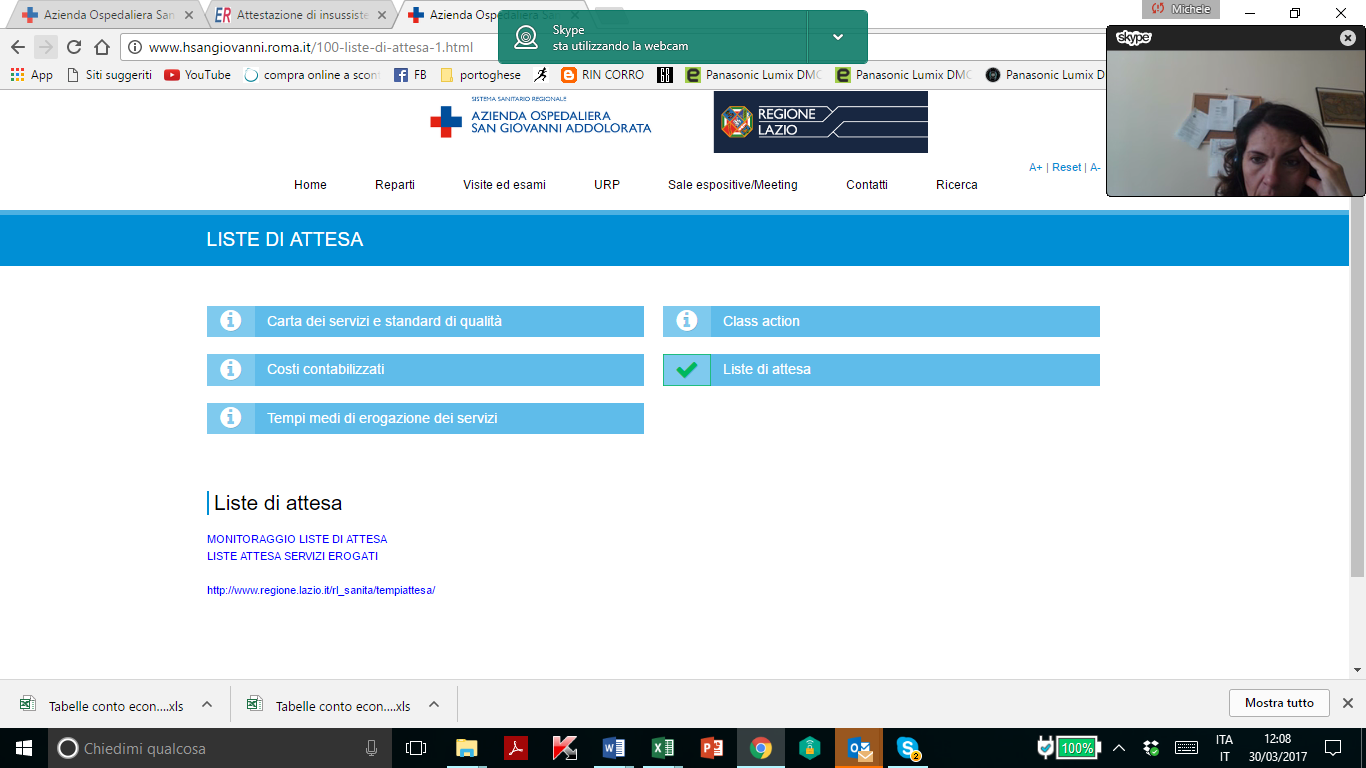 Azienda Ospedaliera San
Attestazione di insussiste
Azienda Ospedaliera Sa
Michele
Skype
sta utilizzando la webcam
www.hsangiovanni.roma.it/100-liste-di-attesa-1.html
App
Siti suggeriti
YouTube
compra online a scont
FB
portoghese
RIN CORRO
Panasonic Lumix DMC
Panasonic Lumix DMC
Panasonic Lumix D
skype
SISTEMA SANITARIO REGIONALE
AZIENDA OSPEDALIERA
SAN GIOVANNI ADDOLORATA
REGIONE
LAZIO
A+ | Reset | A-
Home
Reparti
Visite ed esami
URP
Sale espositive/Meeting
Contatti
Ricerca
LISTE DI ATTESA
Carta dei servizi e standard di qualità
Class action
Costi contabilizzati
Liste di attesa
Tempi medi di erogazione dei servizi
Liste di attesa
MONITORAGGIO LISTE DI ATTESA
LISTE ATTESA SERVIZI EROGATI
http://www.regione.lazio.it/rl_sanita/tempiattesa/
Tabelle conto econ....xls
Tabelle conto econ....xls
Mostra tutto
Chiedimi qualcosa
2
100%
ITA
IT
12:08
30/03/2017